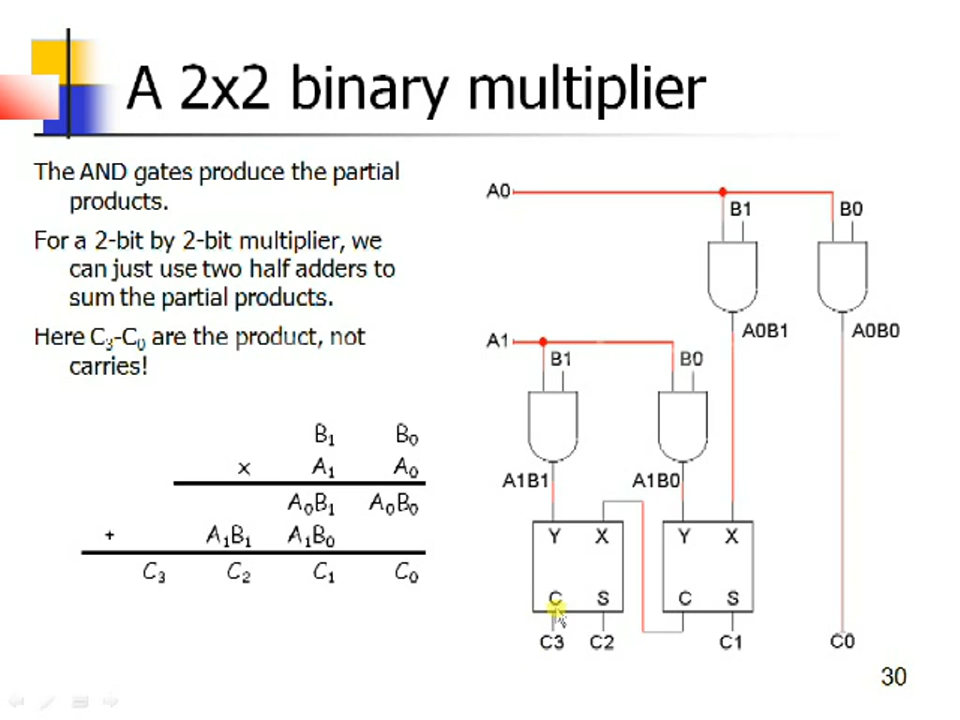 A 2x2 binary multiplier
The AND gates produce the partial
products.
For a 2-bit by 2-bit multiplier, we
can just use two half adders to
sum the partial products.
Here C₃-C₀ are the product, not
carries!
B₁ B₀
x A₁ A₀
A₀B₁ A₀B₀
+ A₁B₁ A₁B₀
C₃ C₂ C₁ C₀
A0
B1 B0
A0B1 A0B0
A1
B1 B0
A1B1 A1B0
Y X Y X
C S C S
C3 C2 C1 C0
30